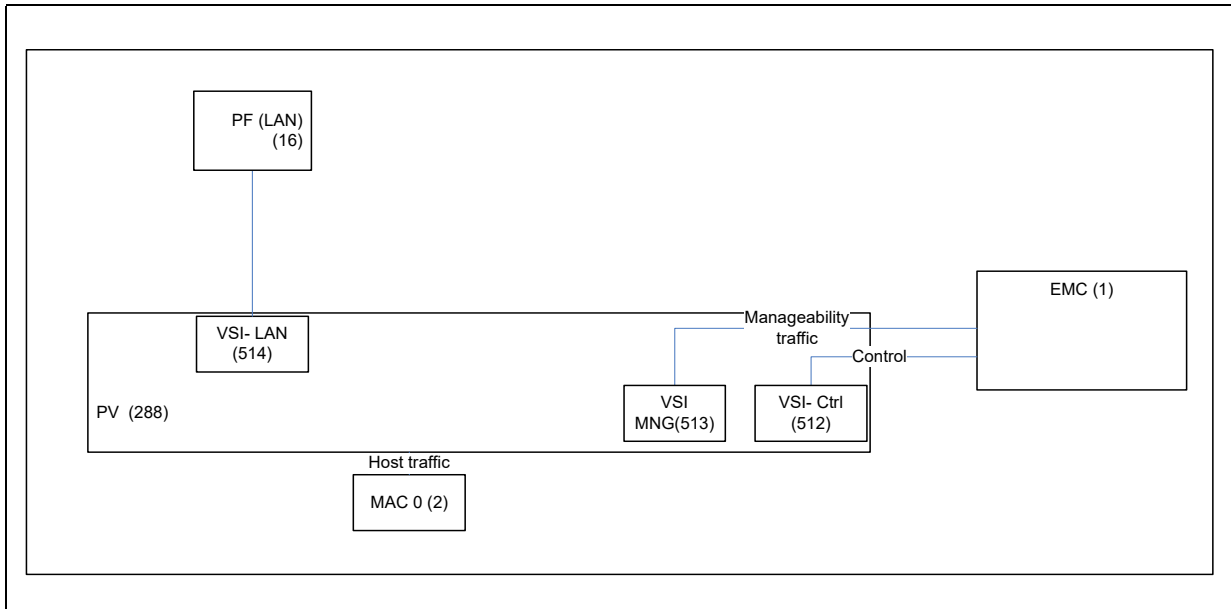 PF (LAN)
(16)
EMC (1)
Manageability
traffic
VSI- LAN
(514)
Control
PV  (288)
VSI
MNG(513)
VSI- Ctrl
(512)
Host traffic
MAC 0 (2)